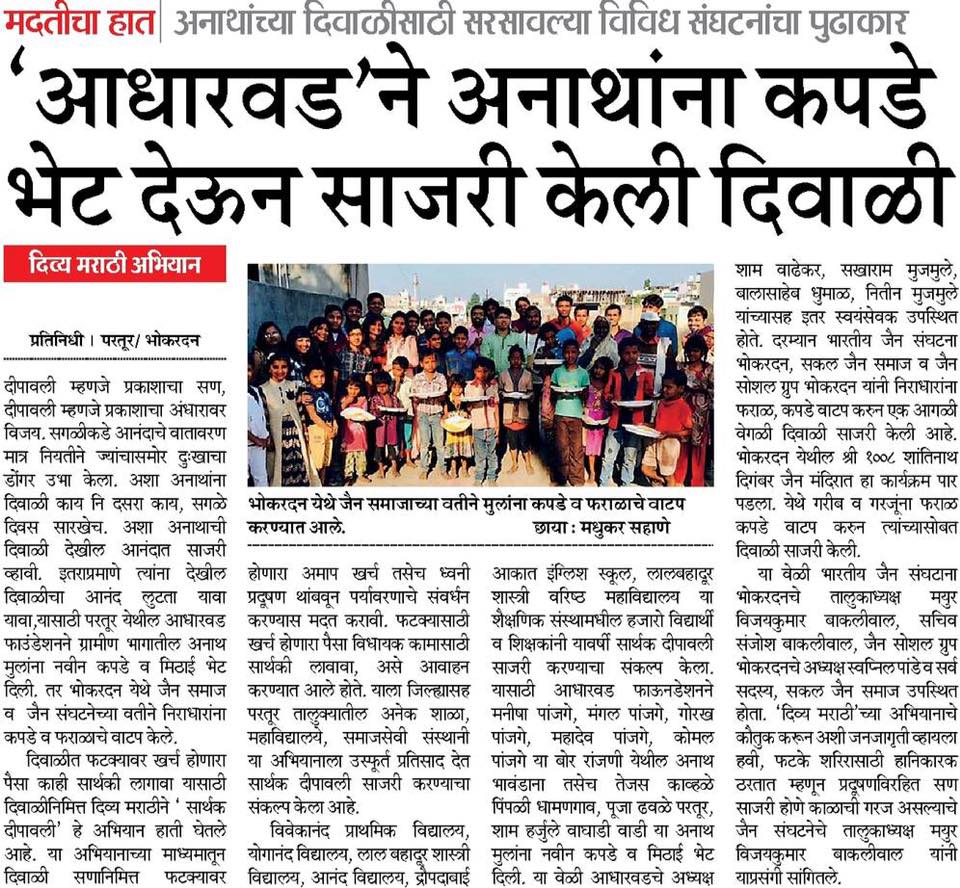 मदतीचा हात | अनाथांच्या दिवाळीसाठी सरसावल्या विविध संघटनांचा पुढाकार
‘आधारवड’ने अनाथांना कपडे
भेट देऊन साजरी केली दिवाळी
दिव्य मराठी अभियान
प्रतिनिधी । परतूर/ भोकरदन
दीपावली म्हणजे प्रकाशाचा सण,
दीपावली म्हणजे प्रकाशाचा अंधारावर
विजय. सगळीकडे आनंदाचे वातावरण
मात्र नियतीने ज्यांचासमोर दुःखाचा
डोंगर उभा केला. अशा अनाथांना
दिवाळी काय नि दसरा काय, सगळे
दिवस सारखेच. अशा अनाथाची
दिवाळी देखील आनंदात साजरी
व्हावी. इतराप्रमाणे त्यांना देखील
दिवाळीचा आनंद लुटता यावा
यावा,यासाठी परतूर येथील आधारवड
फाउंडेशनने ग्रामीण भागातील अनाथ
मुलांना नवीन कपडे व मिठाई भेट
दिली. तर भोकरदन येथे जैन समाज
व जैन संघटनेच्या वतीने निराधारांना
कपडे व फराळाचे वाटप केले.
दिवाळीत फटक्यावर खर्च होणारा
पैसा काही सार्थकी लागावा यासाठी
दिवाळीनिमित्त दिव्य मराठीने ‘ सार्थक
दीपावली’ हे अभियान हाती घेतले
आहे. या अभियानाच्या माध्यमातून
दिवाळी सणानिमित्त फटक्यावर
भोकरदन येथे जैन समाजाच्या वतीने मुलांना कपडे व फराळाचे वाटप
करण्यात आले. छाया : मधुकर सहाणे
होणारा अमाप खर्च तसेच ध्वनी
प्रदूषण थांबवून पर्यावरणाचे संवर्धन
करण्यास मदत करावी. फटक्यासाठी
खर्च होणारा पैसा विधायक कामासाठी
सार्थकी लावावा, असे आवाहन
करण्यात आले होते. याला जिल्ह्यासह
परतूर तालुक्यातील अनेक शाळा,
महाविद्यालये, समाजसेवी संस्थानी
या अभियानाला उस्फूर्त प्रतिसाद देत
सार्थक दीपावली साजरी करण्याचा
संकल्प केला आहे.
विवेकानंद प्राथमिक विद्यालय,
योगानंद विद्यालय, लाल बहादूर शास्त्री
विद्यालय, आनंद विद्यालय, द्रौपदाबाई
आकात इंग्लिश स्कूल, लालबहादूर
शास्त्री वरिष्ठ महाविद्यालय या
शैक्षणिक संस्थामधील हजारो विद्यार्थी
व शिक्षकांनी यावर्षी सार्थक दीपावली
साजरी करण्याचा संकल्प केला.
यासाठी आधारवड फाऊनडेशनने
मनीषा पांजगे, मंगल पांजगे, गोरख
पांजगे, महादेव पांजगे, कोमल
पांजगे या बोर रांजणी येथील अनाथ
भावंडाना तसेच तेजस काव्हळे
पिंपळी धामणगाव, पूजा ढवळे परतूर,
शाम हर्जुले वाघाडी वाडी या अनाथ
मुलांना नवीन कपडे व मिठाई भेट
दिली. या वेळी आधारवडचे अध्यक्ष
शाम वाढेकर, सखाराम मुजमुले,
बालासाहेब धुमाळ, नितीन मुजमुले
यांच्यासह इतर स्वयंसेवक उपस्थित
होते. दरम्यान भारतीय जैन संघटना
भोकरदन, सकल जैन समाज व जैन
सोशल ग्रुप भोकरदन यांनी निराधारांना
फराळ, कपडे वाटप करुन एक आगळी
वेगळी दिवाळी साजरी केली आहे.
भोकरदन येथील श्री १००८ शांतिनाथ
दिगंबर जैन मंदिरात हा कार्यक्रम पार
पडला. येथे गरीब व गरजूंना फराळ
कपडे वाटप करुन त्यांच्यासोबत
दिवाळी साजरी केली.
या वेळी भारतीय जैन संघटाना
भोकरदनचे तालुकाध्यक्ष मयुर
विजयकुमार बाकलीवाल, सचिव
संजोश बाकलीवाल, जैन सोशल ग्रुप
भोकरदनचे अध्यक्ष स्वप्निल पांडे व सर्व
सदस्य, सकल जैन समाज उपस्थित
होता. ‘दिव्य मराठी’च्या अभियानाचे
कौतुक करून अशी जनजागृती व्हायला
हवी, फटके शरिरासाठी हानिकारक
ठरतात म्हणून प्रदूषणविरहित सण
साजरी होणे काळाची गरज असल्याचे
जैन संघटनेचे तालुकाध्यक्ष मयुर
विजयकुमार बाकलीवाल यांनी
याप्रसंगी सांगितले.